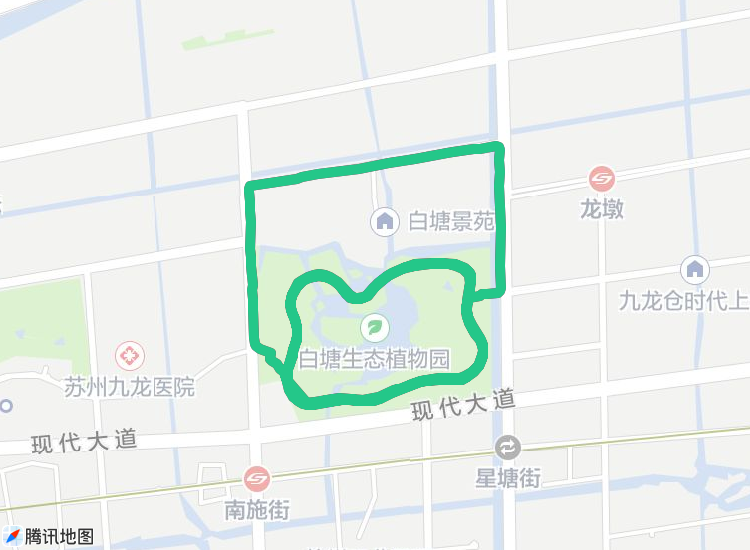 白塘景苑
龙墩
九龙仓时代上
白塘生态植物园
苏州九龙医院
现代大道
现代大道
星塘街
南施街
腾讯地图